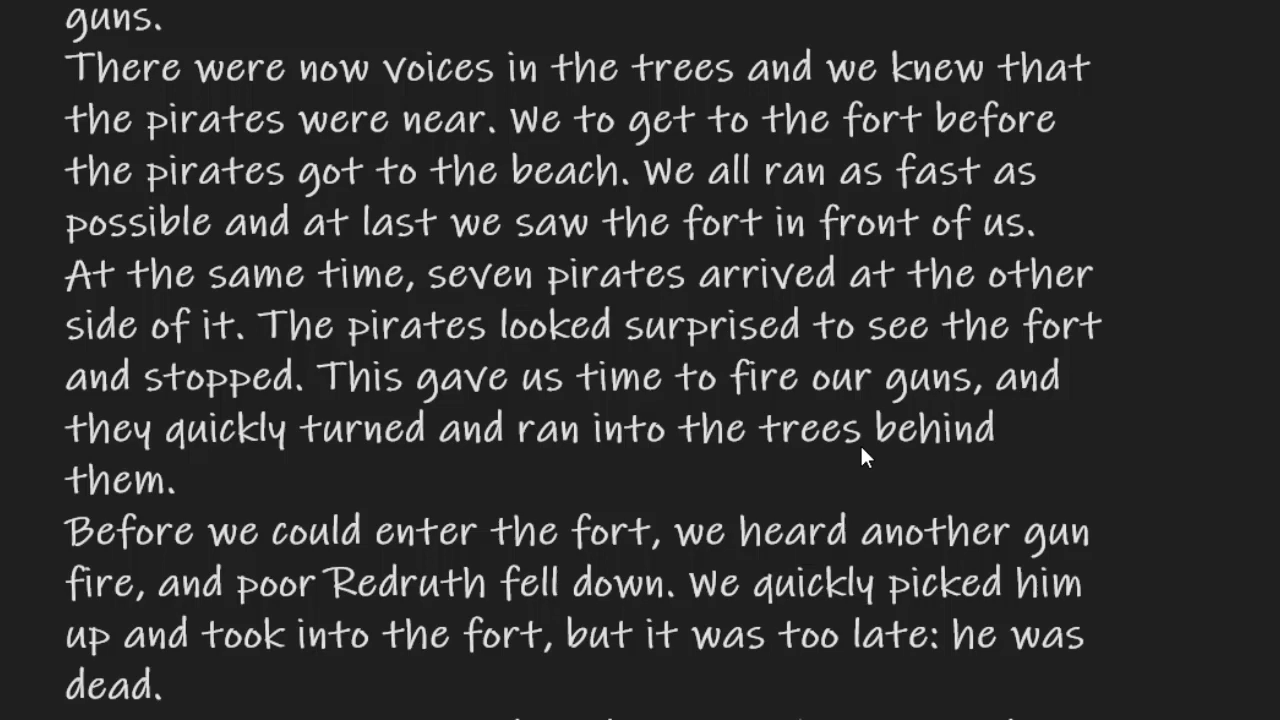 guns.
There were now voices in the trees and we knew that
the pirates were near. We to get to the fort before
the pirates got to the beach. We all ran as fast as
possible and at last we saw the fort in front of us.
At the same time, seven pirates arrived at the other
side of it. The pirates looked surprised to see the fort
and stopped. This gave us time to fire our guns, and
they quickly turned and ran into the trees behind
them.
Before we could enter the fort, we heard another gun
fire, and poor Redruth fell down. We quickly picked him
up and took into the fort, but it was too late: he was
dead.